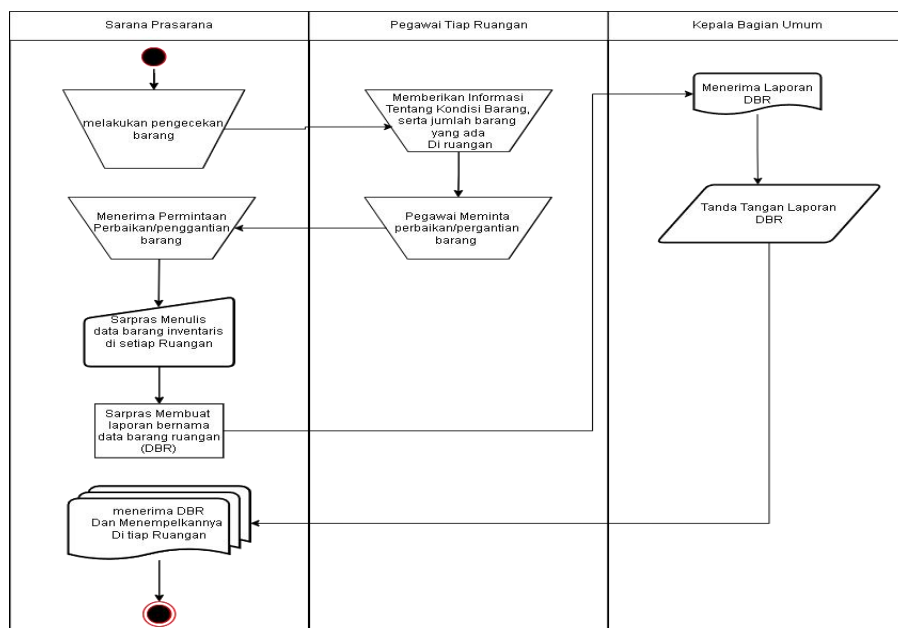 Sarana Prasarana
Pegawai Tiap Ruangan
Kepala Bagian Umum
melakukan pengecekan
barang
Memberikan Informasi
Tentang Kondisi Barang,
serta jumlah barang
yang ada
Di ruangan
Menerima Laporan
DBR
Menerima Permintaan
Perbaikan/penggantian
barang
Pegawai Meminta
perbaikan/pergantian
barang
Tanda Tangan Laporan
DBR
Sarpras Menulis
data barang inventaris
di setiap Ruangan
Sarpras Membuat
laporan bernama
data barang ruangan
(DBR)
menerima DBR
Dan Menempelkannya
Di tiap Ruangan